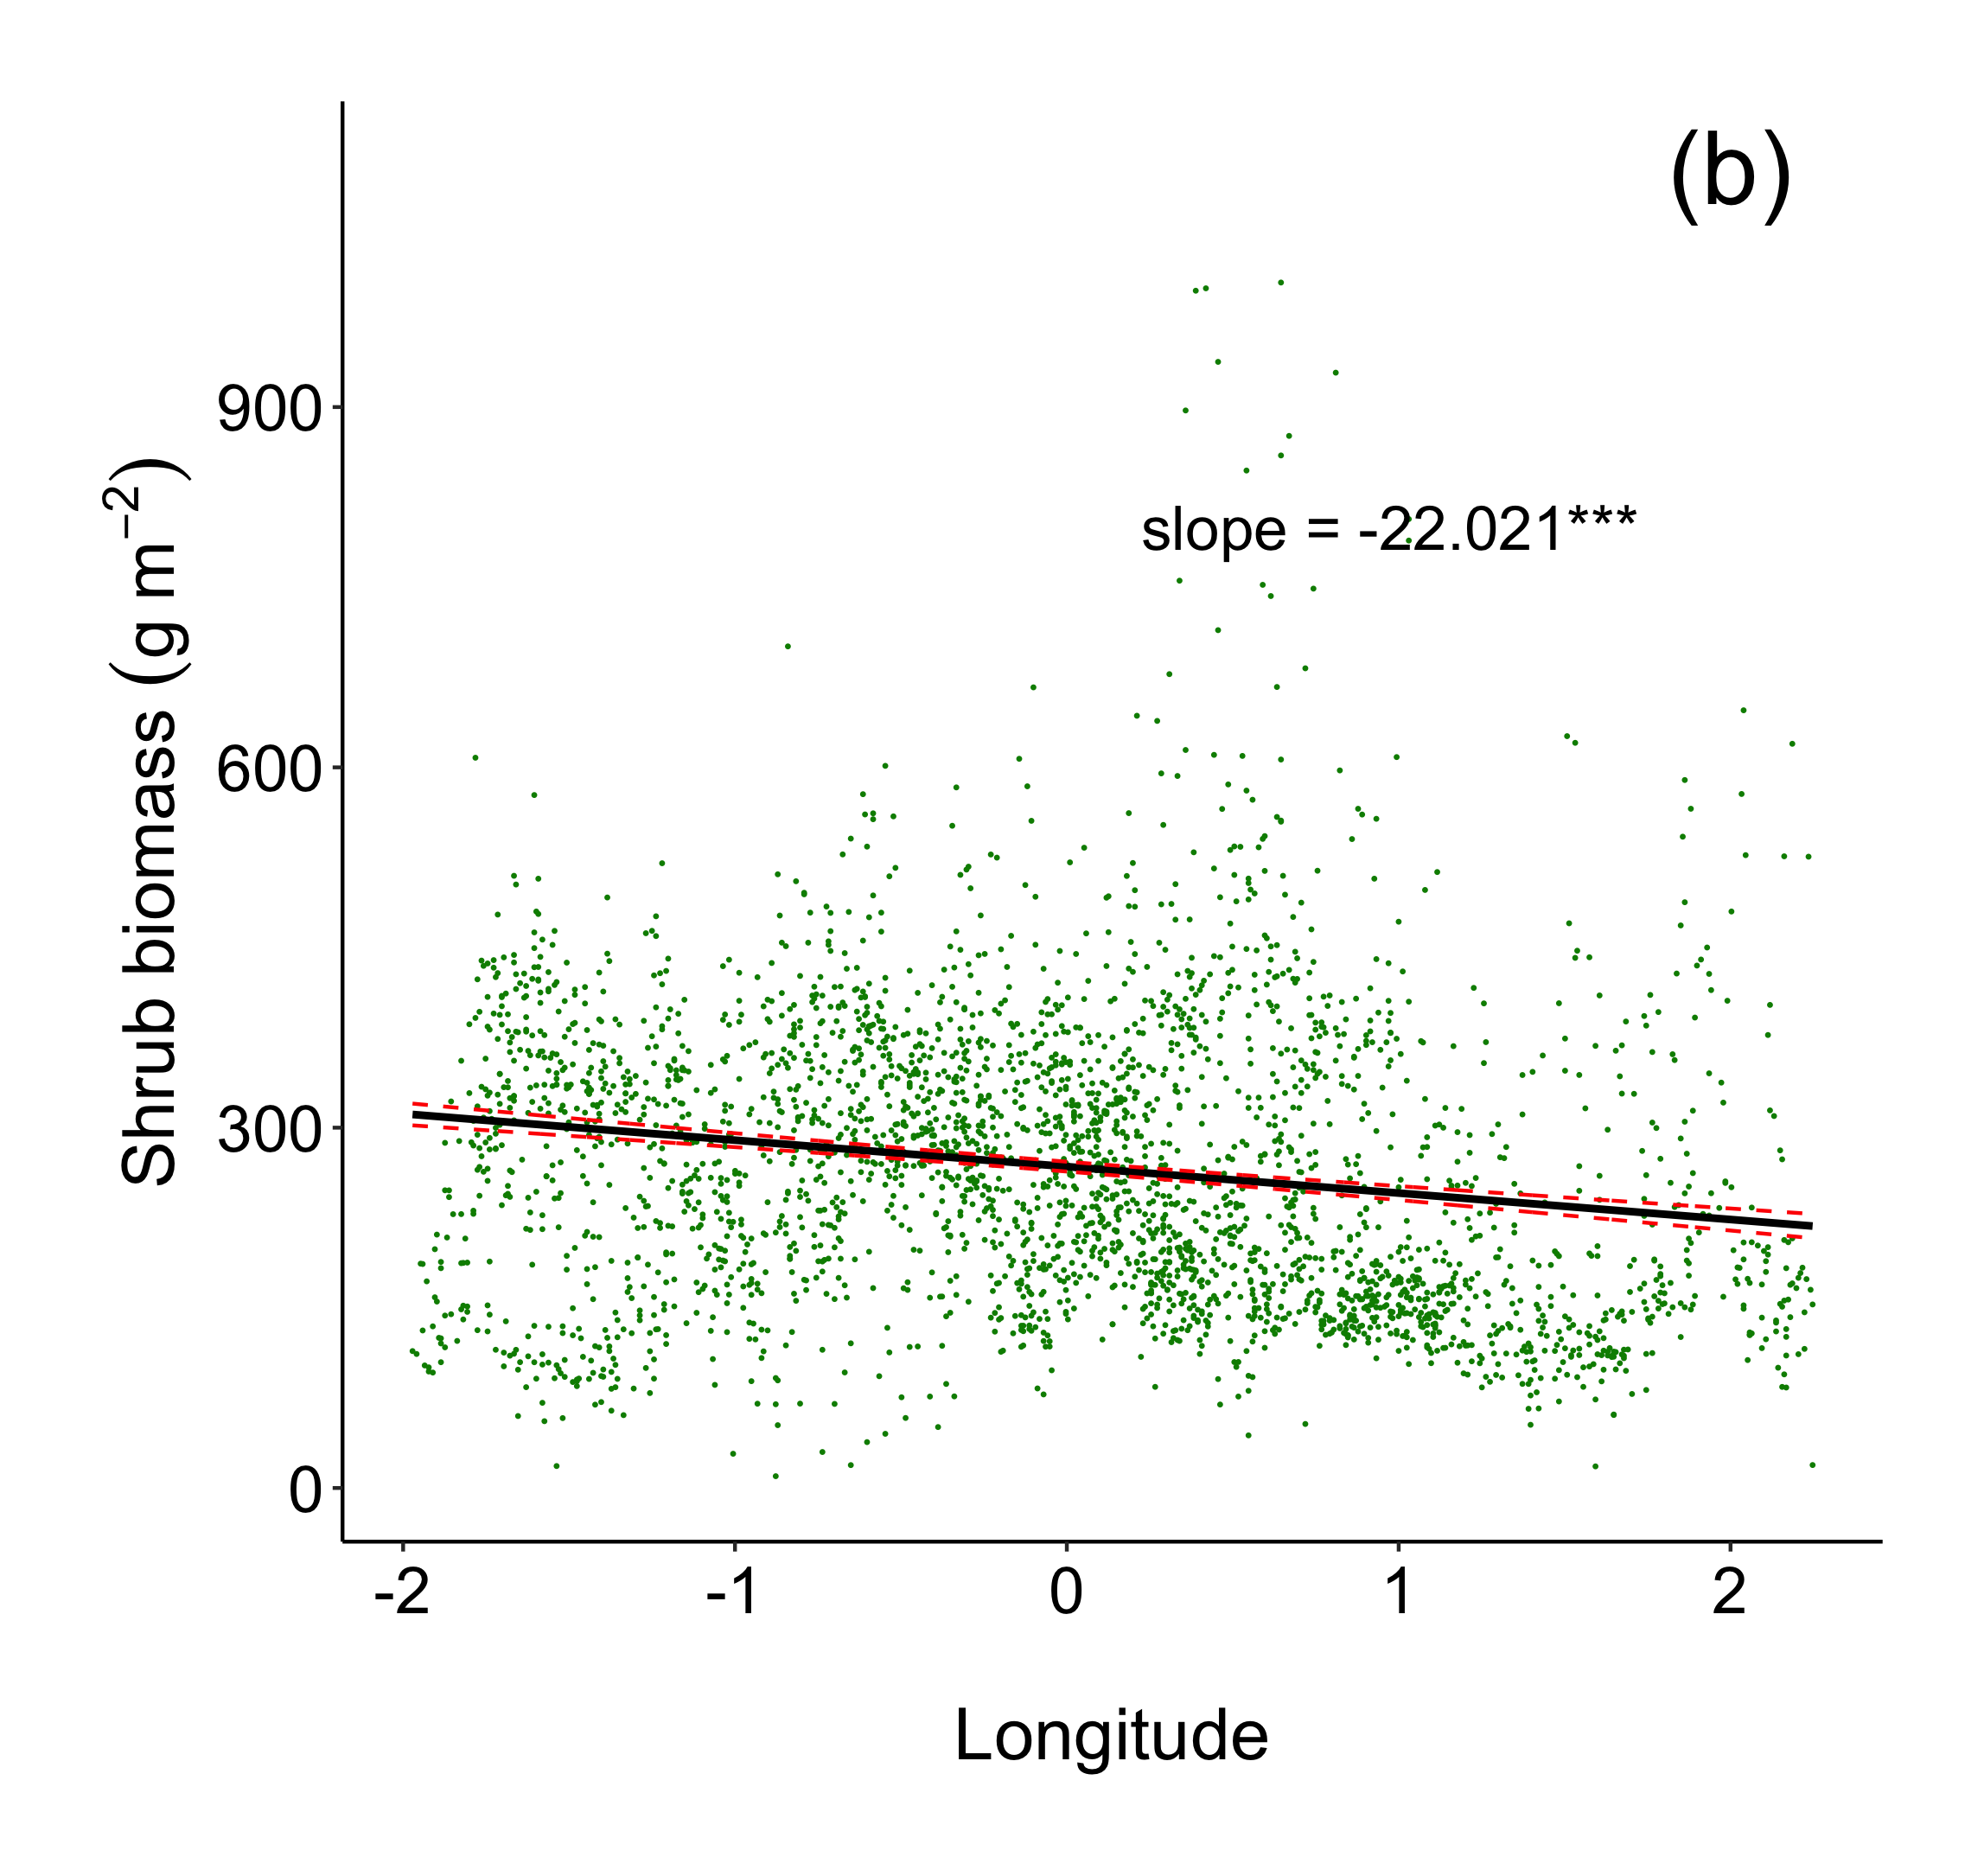 (b)
900
slope = -22.021***
600
300
0
Shrub biomass (g m⁻²)
-2 -1 0 1 2
Longitude